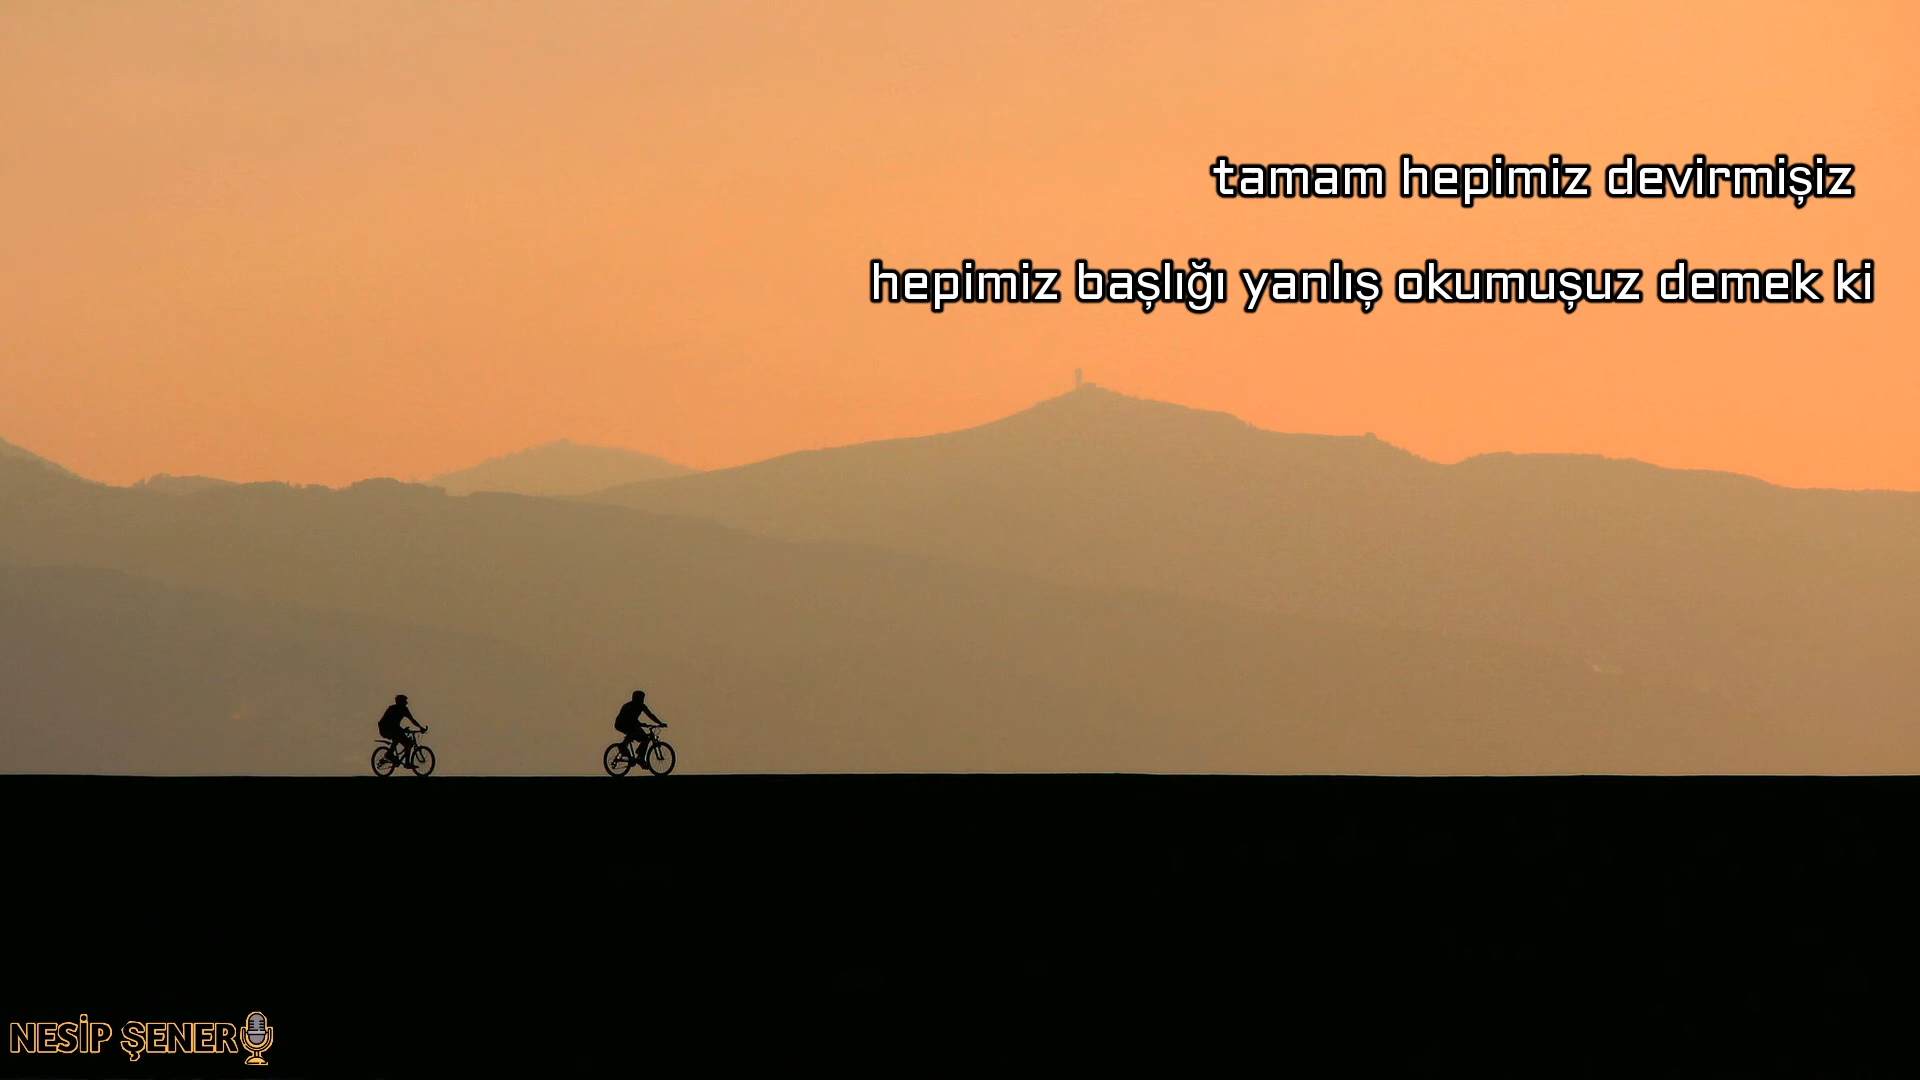 tamam hepimiz devirmişiz
hepimiz başlığı yanlış okumuşuz demek ki
NESİP ŞENER